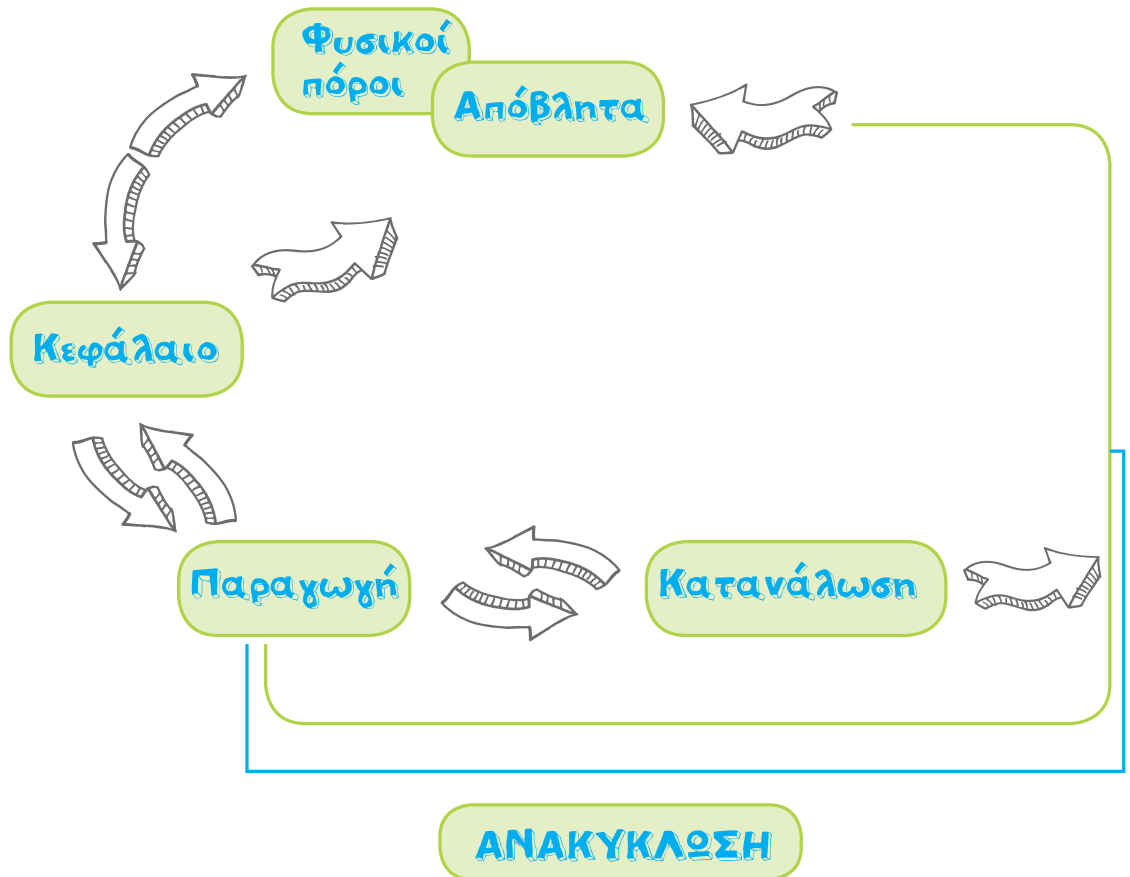 Φυσικοί
πόροι
Απόβλητα
Κεφάλαιο
Παραγωγή
Κατανάλωση
ΑΝΑΚΥΚΛΩΣΗ